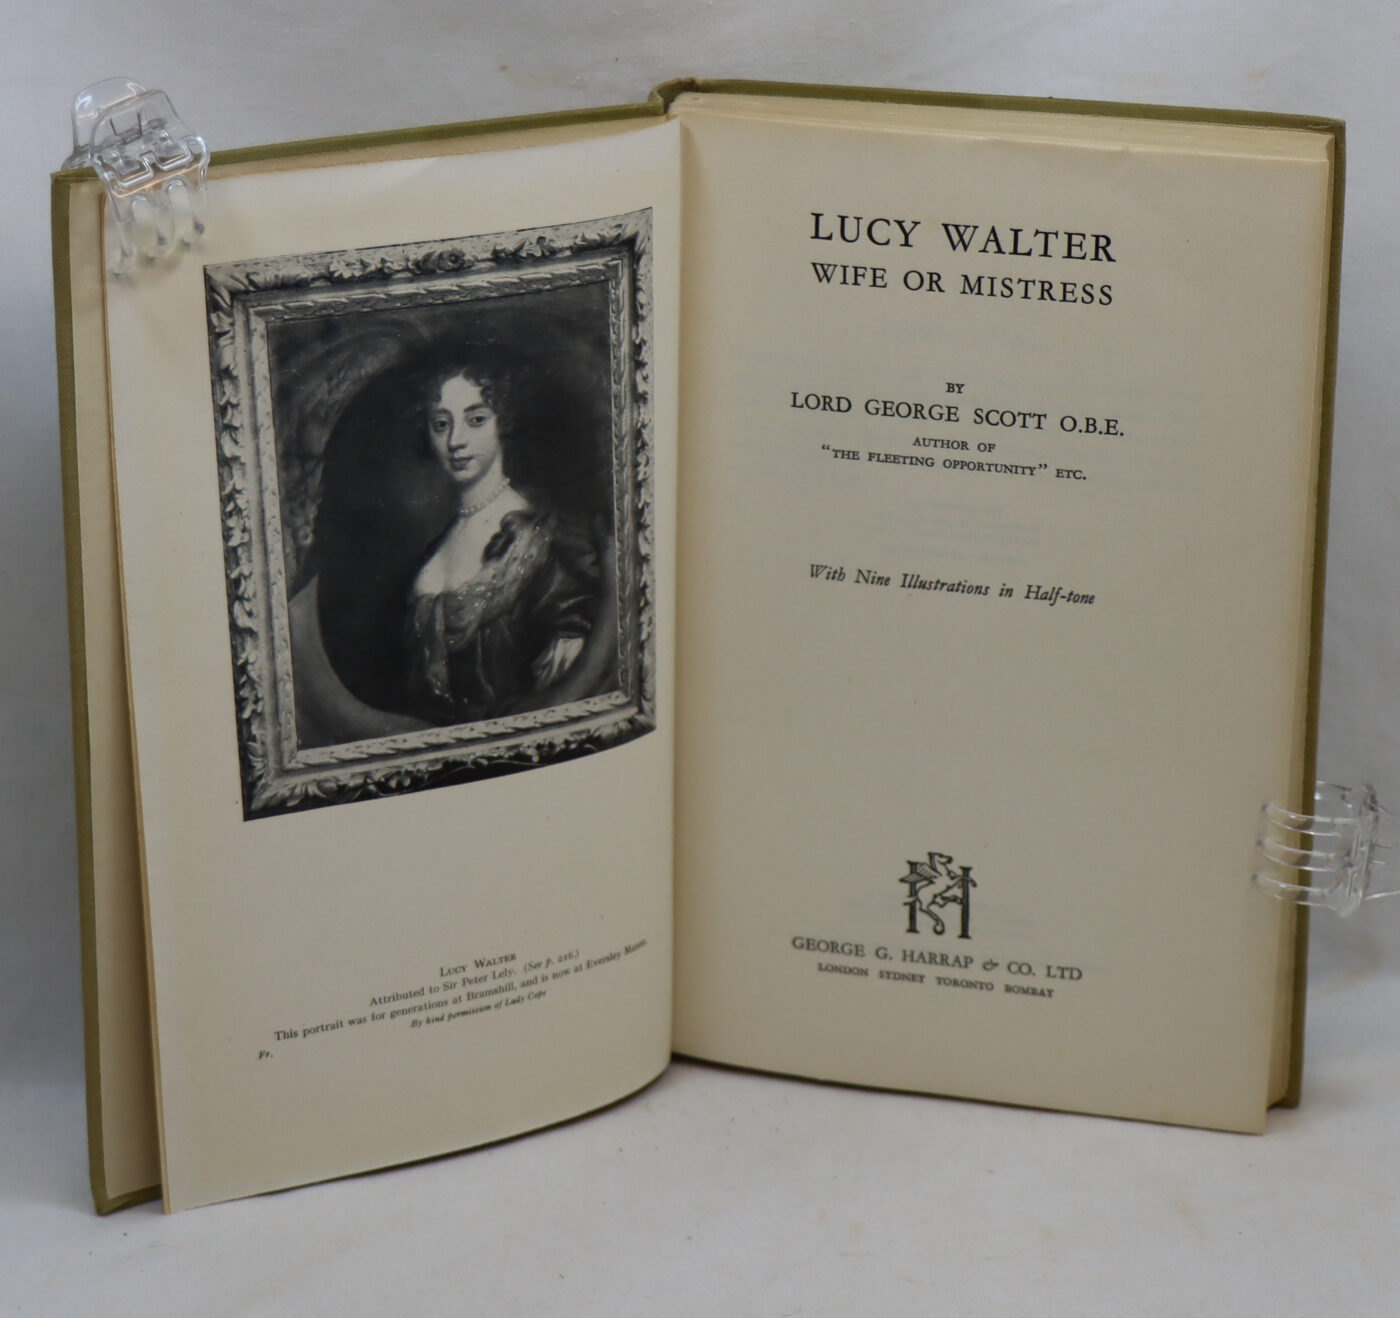 LUCY WALTER
Attributed to Sir Peter Lely. (See p. 216.)
This portrait was for generations at Bramshill, and is now at Eversley Manor.
By kind permission of Lady Cope
Fr.
LUCY WALTER
WIFE OR MISTRESS
BY
LORD GEORGE SCOTT O.B.E.
AUTHOR OF
“THE FLEETING OPPORTUNITY” ETC.
With Nine Illustrations in Half-tone
H
GEORGE G. HARRAP & CO. LTD
LONDON SYDNEY TORONTO BOMBAY